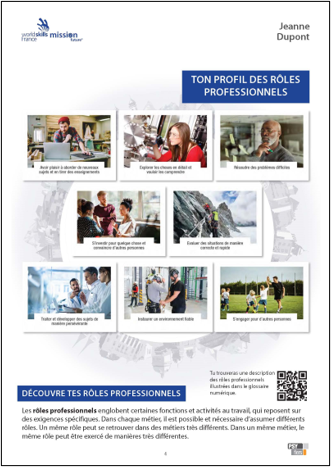 worldskills
France
mission
future
Jeanne
Dupont
TON PROFIL DES RÔLES
PROFESSIONNELS
Avoir plaisir à aborder de nouveaux
sujets et en tirer des enseignements
Explorer les choses en détail et
vouloir les comprendre
Résoudre des problèmes difficiles
S'investir pour quelque chose et
convaincre d'autres personnes
Évaluer des situations de manière
correcte et rapide
Traiter et développer des sujets de
manière persévérante
Instaurer un environnement fiable
S'engager pour d'autres personnes
Tu trouveras une description
des rôles professionnels
illustrées dans le glossaire
numérique.
DÉCOUVRE TES RÔLES PROFESSIONNELS
Les rôles professionnels englobent certaines fonctions et activités au travail, qui reposent sur
des exigences spécifiques. Dans chaque métier, il est possible et nécessaire d'assumer différents
rôles. Un même rôle peut se retrouver dans des métiers très différents. Dans un même métier, le
même rôle peut être exercé de manières très différentes.